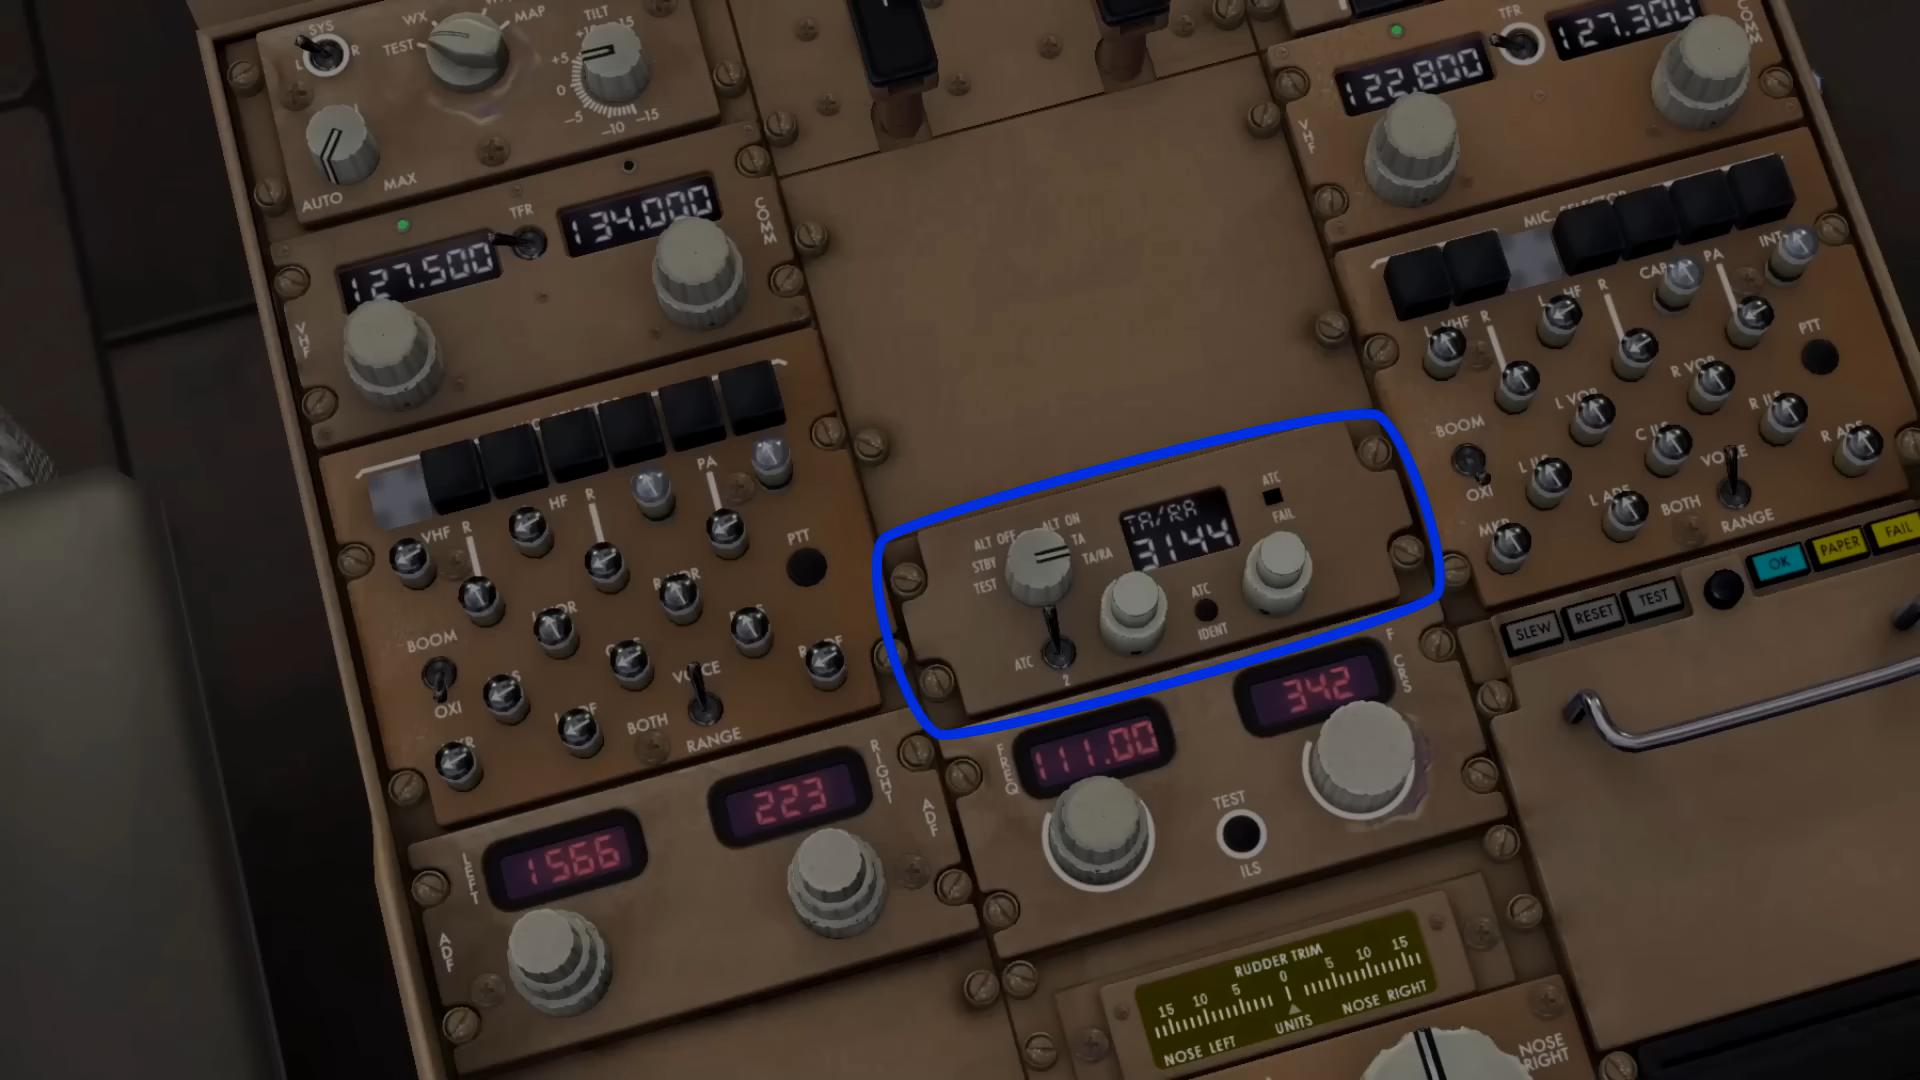 SYS
L
R
TEST
WX
MAP
TILT
15
+5
0
-5
-10
-15
AUTO
MAX
TFR
127.500
134.000
VHF
COMM
TFR
122.800
127.300
VHF
COMM
MIC SELECTOR
VHF
R
HF
R
PA
PTT
BOOM
OXI
VOICE
BOTH
RANGE
L VHF
R
HF
R
CAPT
PA
INT
PTT
BOOM
OXI
L VOR
R VOR
L ILS
C ILS
R ILS
MKR
L ADF
R ADF
VOICE
BOTH
RANGE
ALT OFF
ALT ON
STBY
TA
TEST
TA/RA
TA/RA
3144
ATC
FAIL
ATC
IDENT
ATC
2
SLEW
RESET
TEST
OK
PAPER
FAIL
FREQ
111.00
342
CRS
TEST
ILS
LEFT
ADF
1566
223
RIGHT
ADF
RUDDER TRIM
15 10 5 0 5 10 15
NOSE LEFT
UNITS
NOSE RIGHT
NOSE
RIGHT